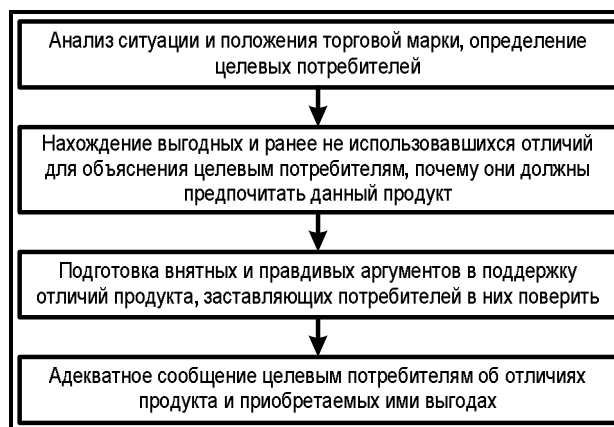 Анализ ситуации и положения торговой марки, определение
целевых потребителей
Нахождение выгодных и ранее не использовавшихся отличий
для объяснения целевым потребителям, почему они должны
предпочитать данный продукт
Подготовка внятных и правдивых аргументов в поддержку
отличий продукта, заставляющих потребителей в них поверить
Адекватное сообщение целевым потребителям об отличиях
продукта и приобретаемых ими выгодах